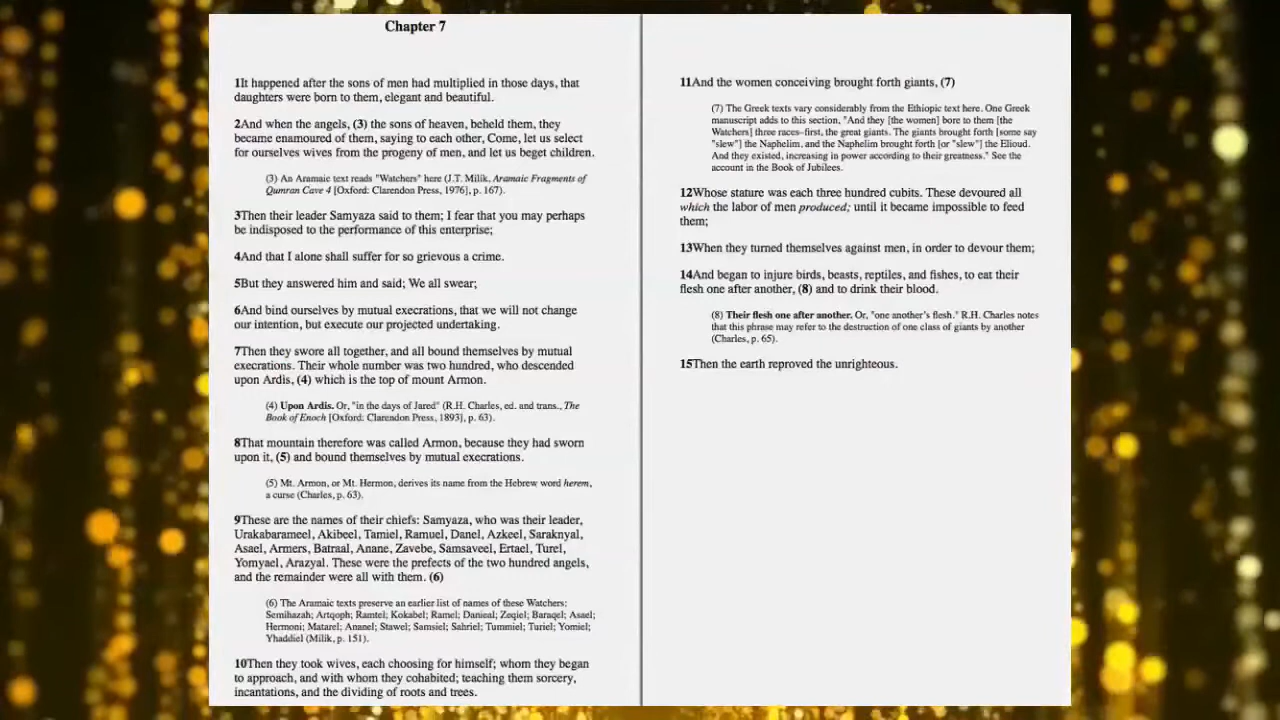 Chapter 7
1It happened after the sons of men had multiplied in those days, that
daughters were born to them, elegant and beautiful.
2And when the angels, (3) the sons of heaven, beheld them, they
became enamoured of them, saying to each other, Come, let us select
for ourselves wives from the progeny of men, and let us beget children.
(3) An Aramaic text reads "Watchers" here (J.T. Milik, Aramaic Fragments of
Qumran Cave 4 [Oxford: Clarendon Press, 1976], p. 167).
3Then their leader Samyaza said to them; I fear that you may perhaps
be indisposed to the performance of this enterprise;
4And that I alone shall suffer for so grievous a crime.
5But they answered him and said; We all swear;
6And bind ourselves by mutual execrations, that we will not change
our intention, but execute our projected undertaking.
7Then they swore all together, and all bound themselves by mutual
execrations. Their whole number was two hundred, who descended
upon Ardis, (4) which is the top of mount Armon.
(4) Upon Ardis. Or, "in the days of Jared" (R.H. Charles, ed. and trans., The
Book of Enoch [Oxford: Clarendon Press, 1893], p. 63).
8That mountain therefore was called Armon, because they had sworn
upon it, (5) and bound themselves by mutual execrations.
(5) Mt. Armon, or Mt. Hermon, derives its name from the Hebrew word herem,
a curse (Charles, p. 63).
9These are the names of their chiefs: Samyaza, who was their leader,
Urakabarameel, Akibeel, Tamiel, Ramuel, Danel, Azkeel, Saraknyal,
Asael, Armers, Batraal, Anane, Zavebe, Samsaveel, Ertael, Turel,
Yomyael, Arazyal. These were the prefects of the two hundred angels,
and the remainder were all with them. (6)
(6) The Aramaic texts preserve an earlier list of names of these Watchers:
Semihazah; Artqoph; Ramtel; Kokabel; Ramel; Danieal; Zeqiel; Baraqel; Asael;
Hermoni; Matarel; Ananel; Stawel; Samsiel; Sahriel; Tummiel; Turiel; Yomiel;
Yhaddiel (Milik, p. 151).
10Then they took wives, each choosing for himself; whom they began
to approach, and with whom they cohabited; teaching them sorcery,
incantations, and the dividing of roots and trees.
11And the women conceiving brought forth giants, (7)
(7) The Greek texts vary considerably from the Ethiopic text here. One Greek
manuscript adds to this section, "And they [the women] bore to them [the
Watchers] three races–first, the great giants. The giants brought forth [some say
"slew"] the Naphelim, and the Naphelim brought forth [or "slew"] the Elioud.
And they existed, increasing in power according to their greatness." See the
account in the Book of Jubilees.
12Whose stature was each three hundred cubits. These devoured all
which the labor of men produced; until it became impossible to feed
them;
13When they turned themselves against men, in order to devour them;
14And began to injure birds, beasts, reptiles, and fishes, to eat their
flesh one after another, (8) and to drink their blood.
(8) Their flesh one after another. Or, "one another's flesh." R.H. Charles notes
that this phrase may refer to the destruction of one class of giants by another
(Charles, p. 65).
15Then the earth reproved the unrighteous.